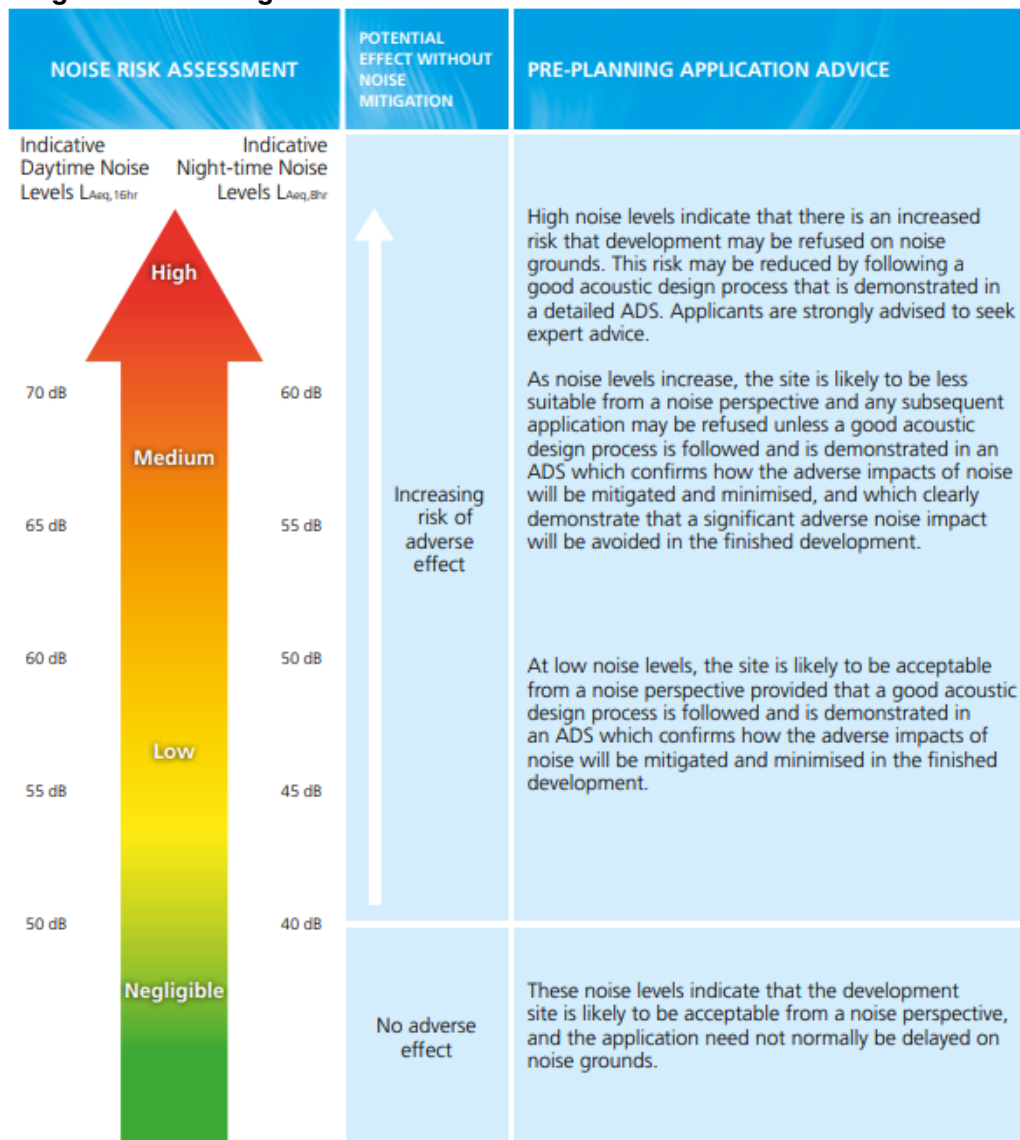 NOISE RISK ASSESSMENT
POTENTIAL
EFFECT WITHOUT
NOISE
MITIGATION
PRE-PLANNING APPLICATION ADVICE
Indicative
Daytime Noise
Levels LAeq,16hr
Indicative
Night-time Noise
Levels LAeq,8hr
High
70 dB
60 dB
Medium
65 dB
55 dB
60 dB
50 dB
Low
55 dB
45 dB
50 dB
40 dB
Negligible
Increasing
risk of
adverse
effect
No adverse
effect
High noise levels indicate that there is an increased
risk that development may be refused on noise
grounds. This risk may be reduced by following a
good acoustic design process that is demonstrated in
a detailed ADS. Applicants are strongly advised to seek
expert advice.
As noise levels increase, the site is likely to be less
suitable from a noise perspective and any subsequent
application may be refused unless a good acoustic
design process is followed and is demonstrated in an
ADS which confirms how the adverse impacts of noise
will be mitigated and minimised, and which clearly
demonstrate that a significant adverse noise impact
will be avoided in the finished development.
At low noise levels, the site is likely to be acceptable
from a noise perspective provided that a good acoustic
design process is followed and is demonstrated in
an ADS which confirms how the adverse impacts of
noise will be mitigated and minimised in the finished
development.
These noise levels indicate that the development
site is likely to be acceptable from a noise perspective,
and the application need not normally be delayed on
noise grounds.